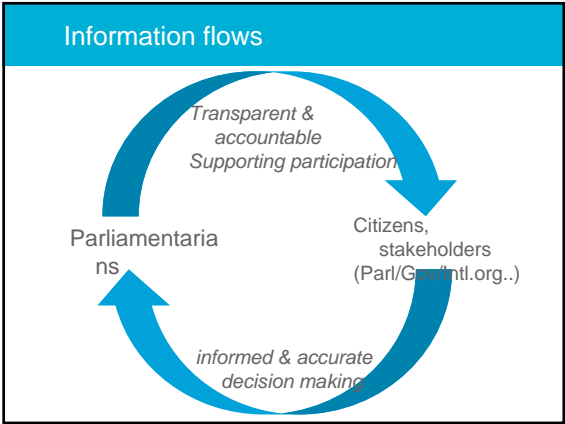 Information flows
Transparent &
accountable
Supporting participation
Parliamentaria
ns
Citizens,
stakeholders
(Parl/Gov/Intl.org..)
informed & accurate
decision making